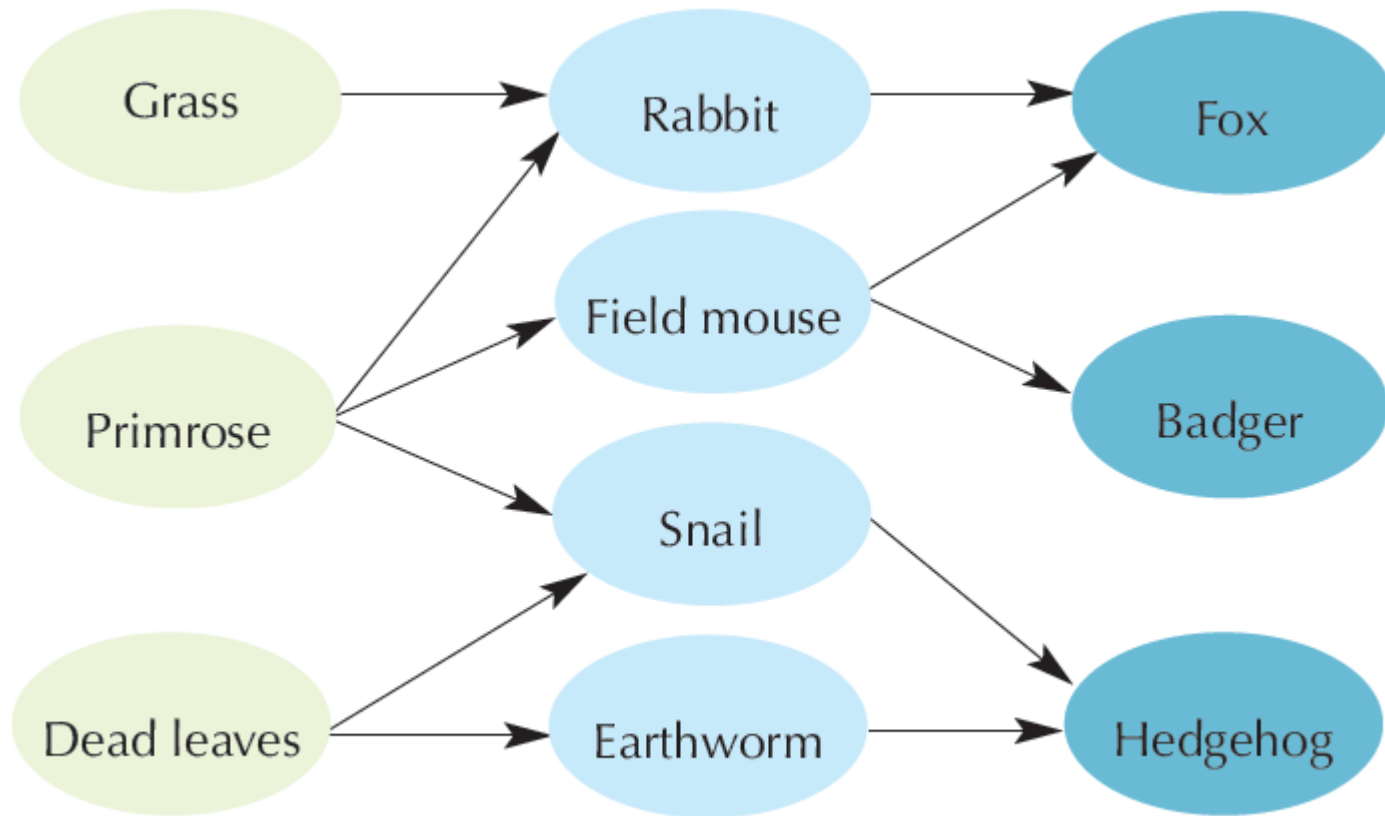 Grass
Rabbit
Fox
Field mouse
Primrose
Badger
Snail
Dead leaves
Earthworm
Hedgehog